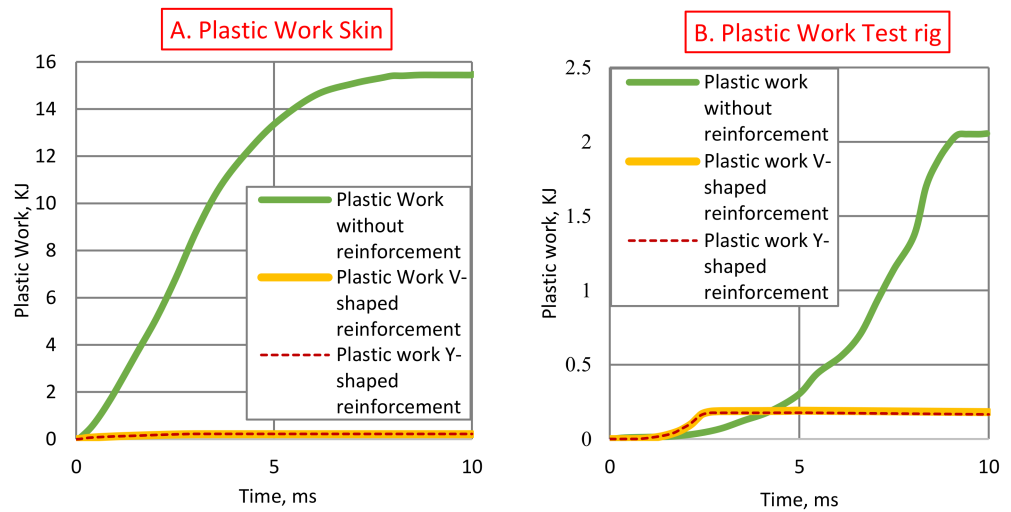 A. Plastic Work Skin
16
14
12
10
8
6
4
2
0
Plastic Work, KJ
Plastic Work
without
reinforcement
Plastic Work V-
shaped
reinforcement
Plastic work Y-
shaped
reinforcement
0
5
10
Time, ms
B. Plastic Work Test rig
2.5
2
1.5
1
0.5
0
Plastic work, KJ
Plastic work
without
reinforcement
Plastic work V-
shaped
reinforcement
Plastic work Y-
shaped
reinforcement
0
5
10
Time, ms